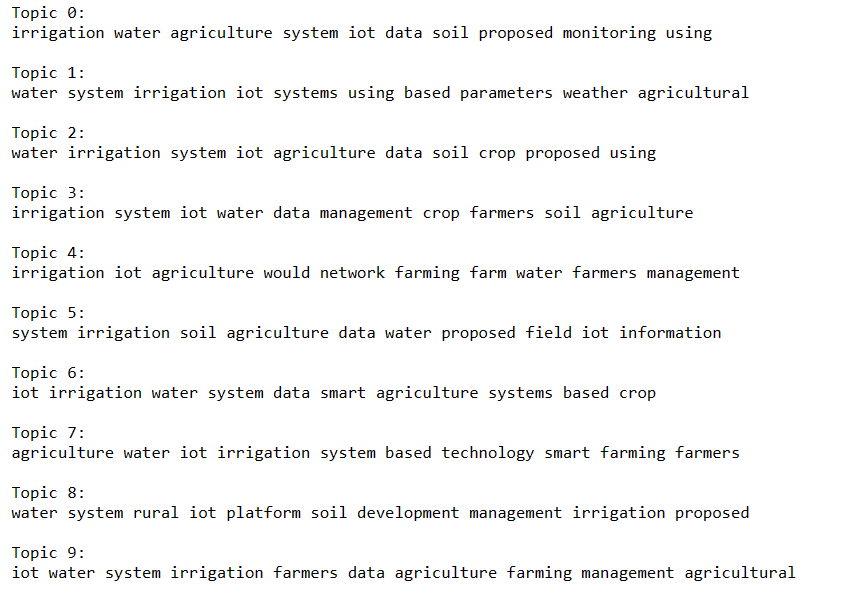 Topic 0:
irrigation water agriculture system iot data soil proposed monitoring using
Topic 1:
water system irrigation iot systems using based parameters weather agricultural
Topic 2:
water irrigation system iot agriculture data soil crop proposed using
Topic 3:
irrigation system iot water data management crop farmers soil agriculture
Topic 4:
irrigation iot agriculture would network farming farm water farmers management
Topic 5:
system irrigation soil agriculture data water proposed field iot information
Topic 6:
iot irrigation water system data smart agriculture systems based crop
Topic 7:
agriculture water iot irrigation system based technology smart farming farmers
Topic 8:
water system rural iot platform soil development management irrigation proposed
Topic 9:
iot water system irrigation farmers data agriculture farming management agricultural